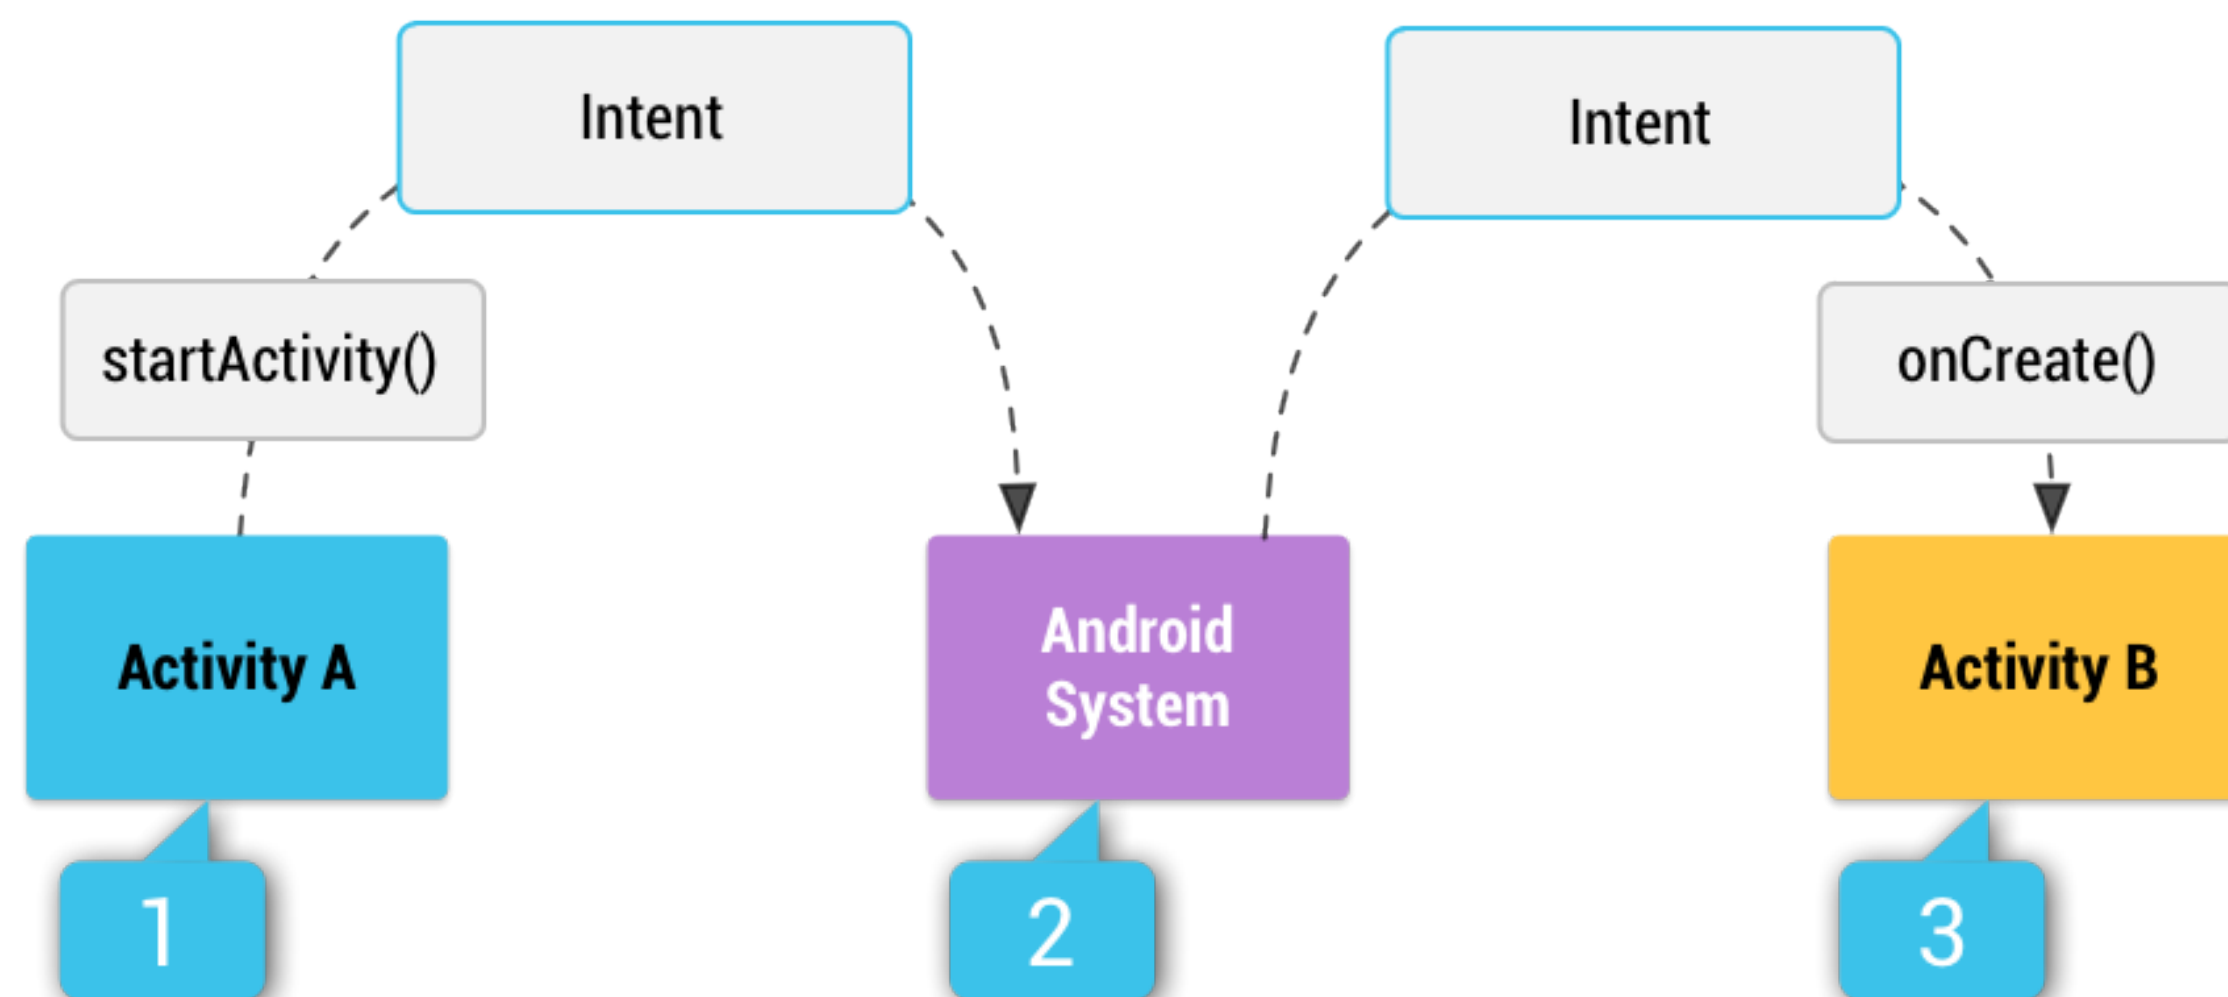 Intent
Intent
startActivity()
onCreate()
Activity A
Android
System
Activity B
1
2
3